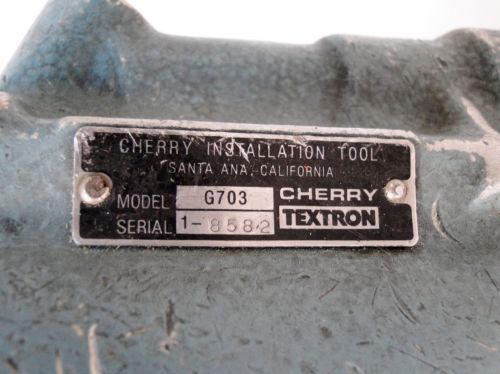 CHERRY INSTALLATION TOOL
SANTA ANA, CALIFORNIA
MODEL G703 CHERRY
SERIAL 1-8582 TEXTRON